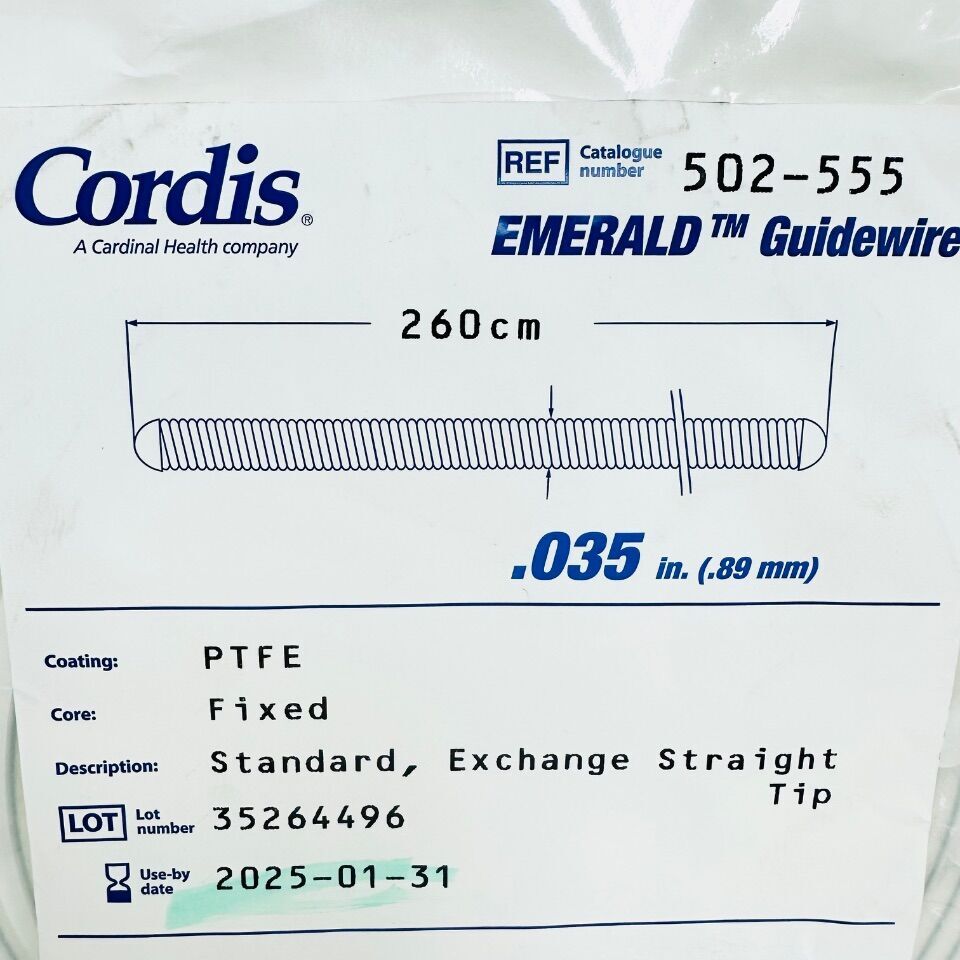 Cordis®
A Cardinal Health company
REF Catalogue number 502-555
EMERALD™ Guidewire
260cm
.035 in. (.89 mm)
Coating: PTFE
Core: Fixed
Description: Standard, Exchange Straight
Tip
LOT Lot number 35264496
Use-by date 2025-01-31